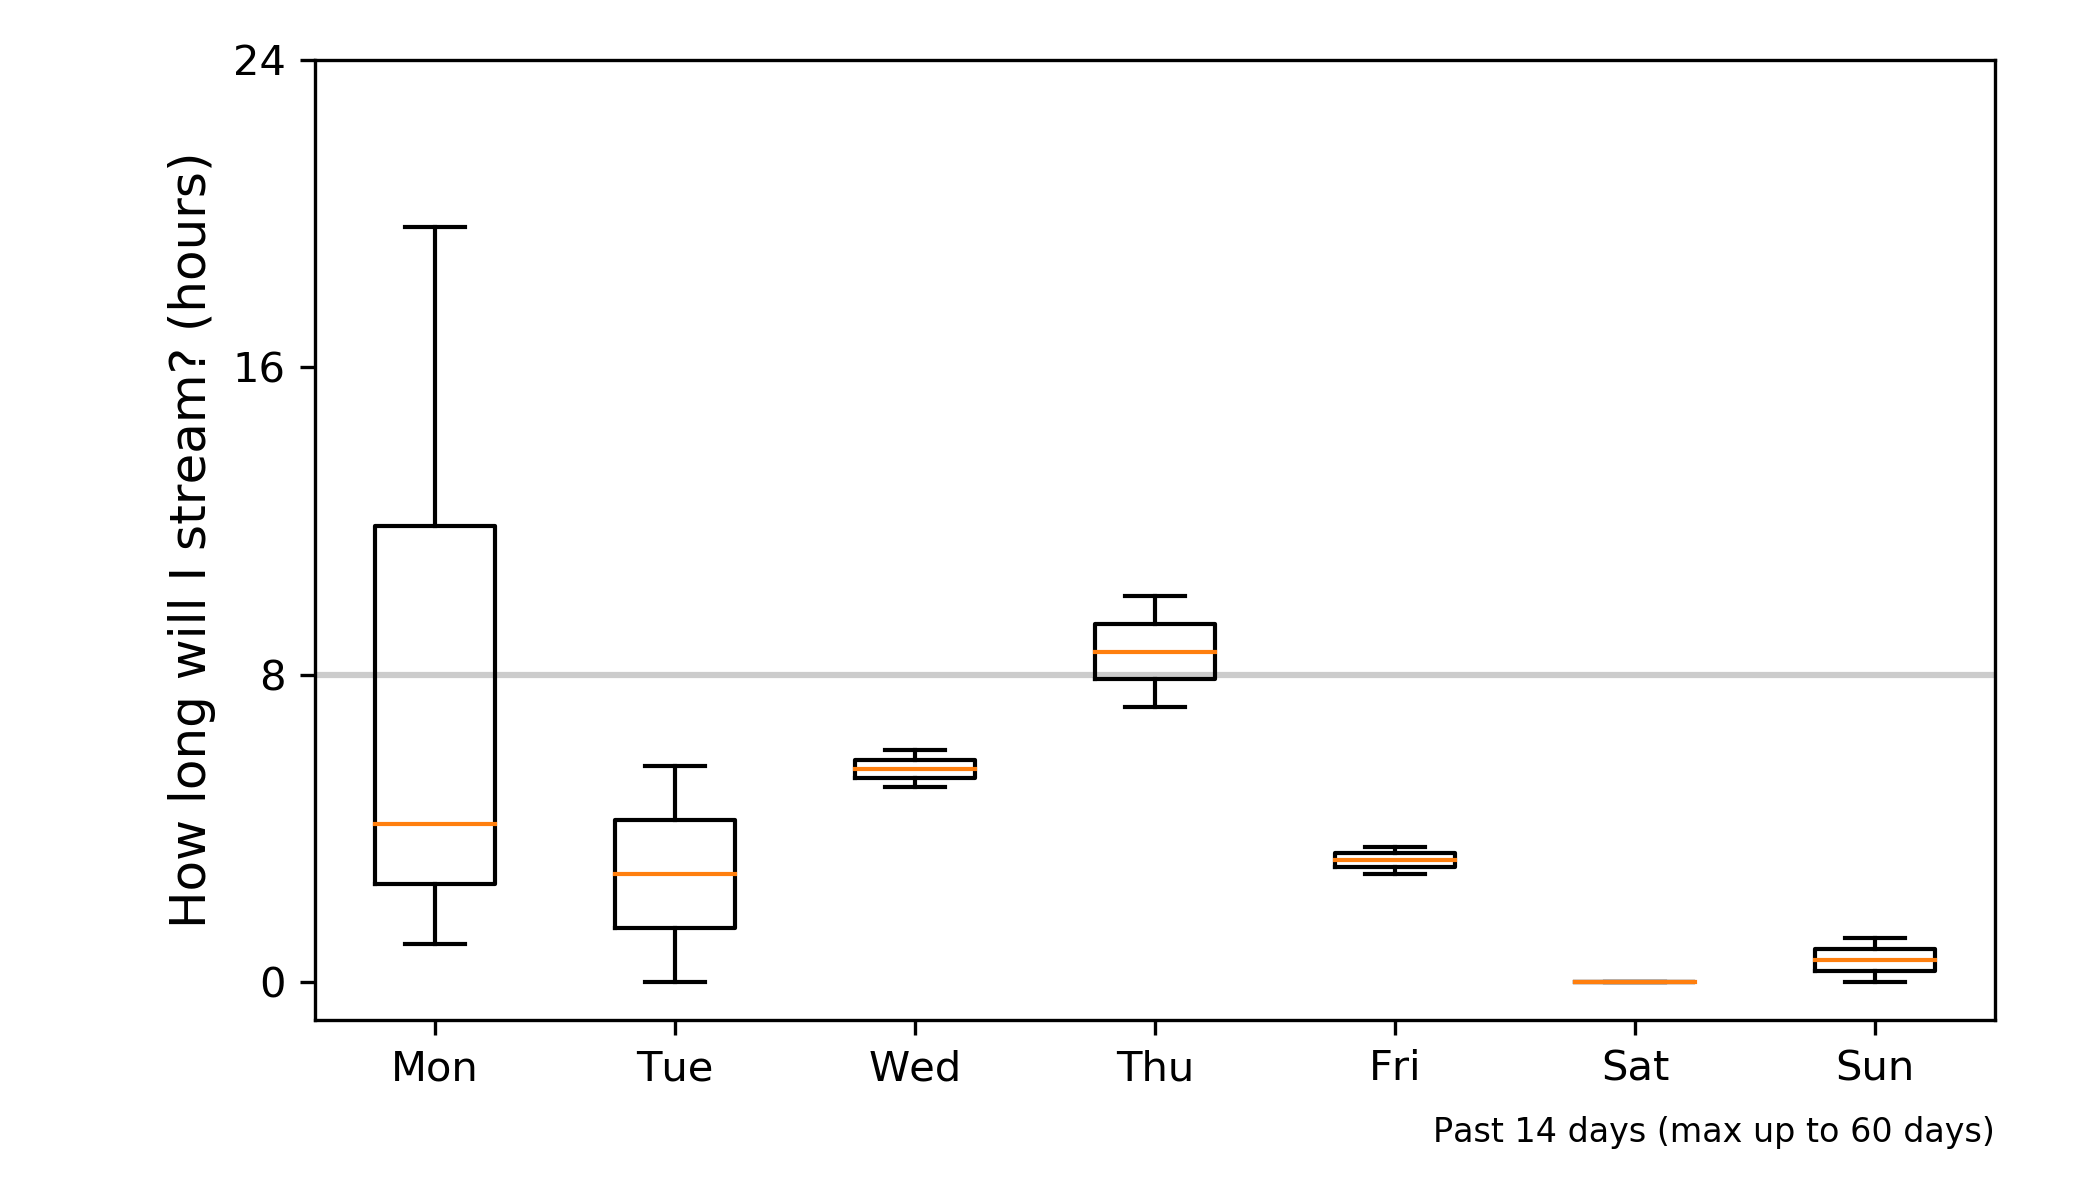 How long will I stream? (hours)
24
16
8
0
Mon Tue Wed Thu Fri Sat Sun
Past 14 days (max up to 60 days)